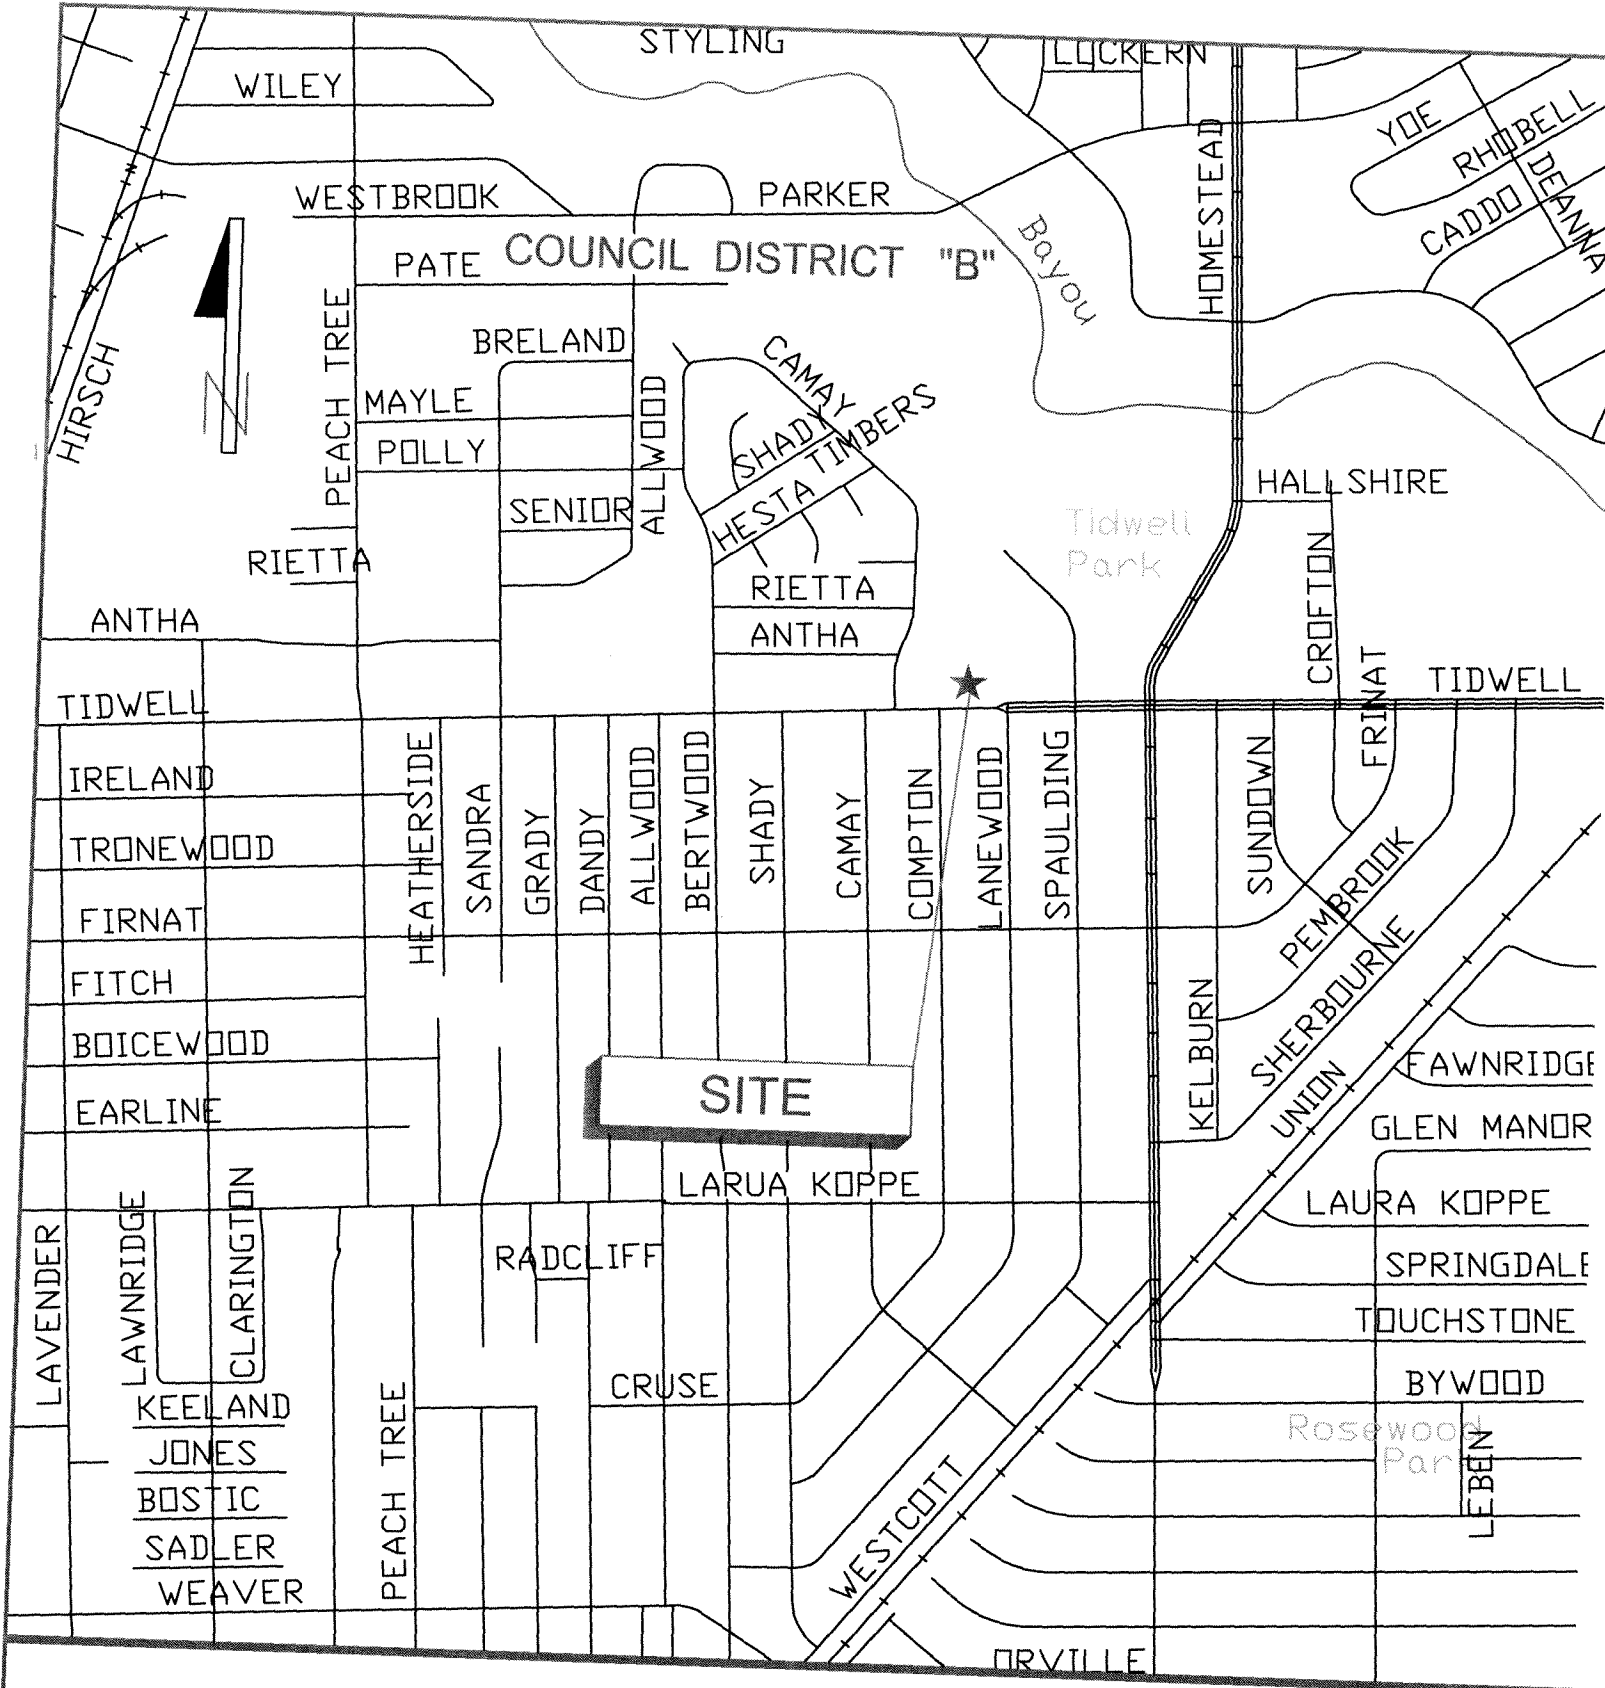 STYLING
LOCKERN
WILEY
YOE
RHOBELL
DEANNA
CADDO
HOMESTEAD
WESTBROOK
PARKER
Bayou
PATE
COUNCIL DISTRICT "B"
PEACH TREE
BRELAND
CAMAY
HIRSCH
N
MAYLE
ALLWOOD
SHADY
TIMBERS
POLLY
HESTA
HALLSHIRE
SENIOR
Tidwell
Park
RIETTA
CROFTON
RIETTA
ANTHA
ANTHA
FRINAT
TIDWELL
TIDWELL
IRELAND
HEATHERSIDE
SANDRA
GRADY
DANDY
ALLWOOD
BERTWOOD
SHADY
CAMAY
COMPTON
LANEWOOD
SPAULDING
SUNDOWN
TRONEWOOD
PEMBROOK
FIRNAT
SHERBOURNE
FITCH
KELBURN
BOICEWOOD
UNION
FAWNRIDGE
SITE
EARLINE
GLEN MANOR
LARUA KOPPE
LAURA KOPPE
LAVENDER
LAWNRIDGE
CLARINGTON
RADCLIFF
SPRINGDALE
TOUCHSTONE
CRUSE
BYWOOD
KEELAND
PEACH TREE
Rosewood
Park
LEBEN
JONES
BOSTIC
WESTCOTT
SADLER
WEAVER
ORVILLE